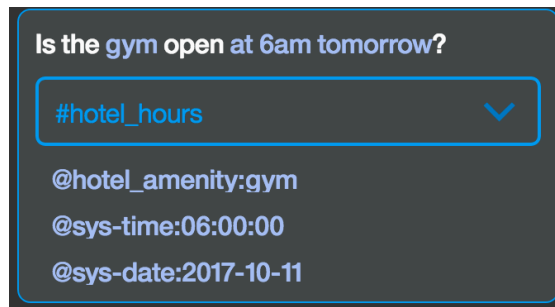 Is the gym open at 6am tomorrow?
#hotel_hours
@hotel_amenity:gym
@sys-time:06:00:00
@sys-date:2017-10-11